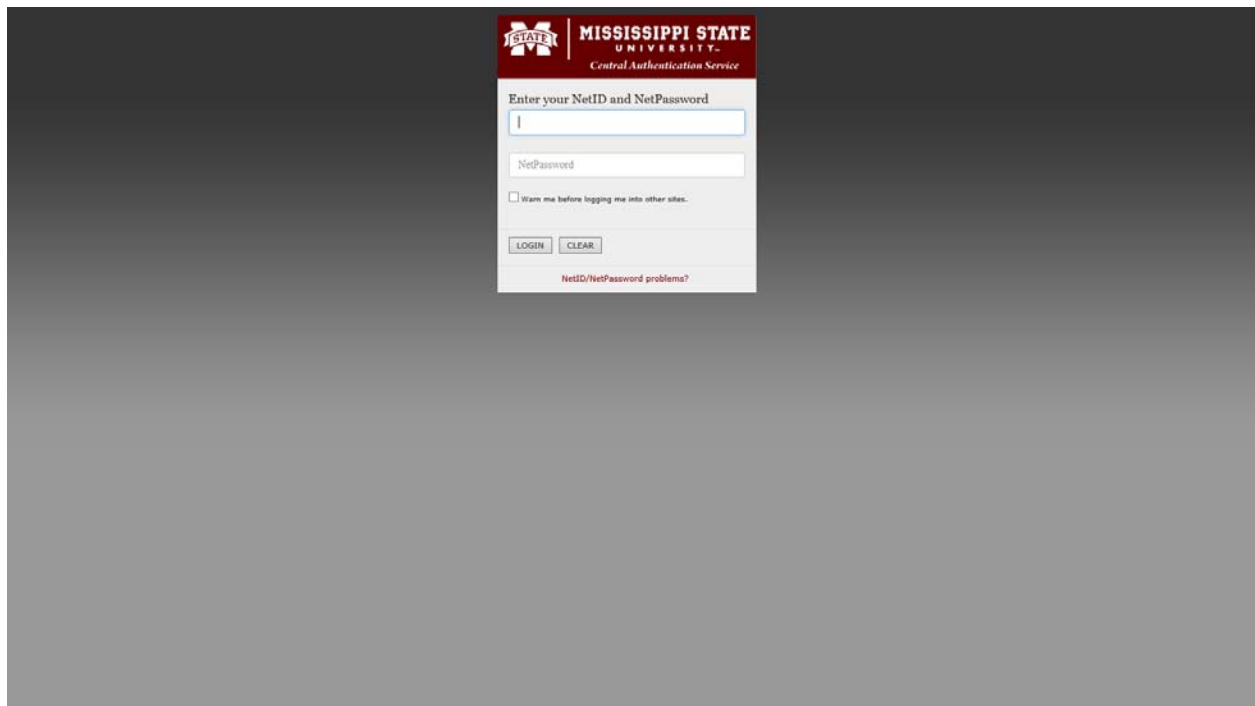 STATE
MISSISSIPPI STATE
UNIVERSITY™
Central Authentication Service
Enter your NetID and NetPassword
NetPassword
Warn me before logging me into other sites.
LOGIN CLEAR
NetID/NetPassword problems?